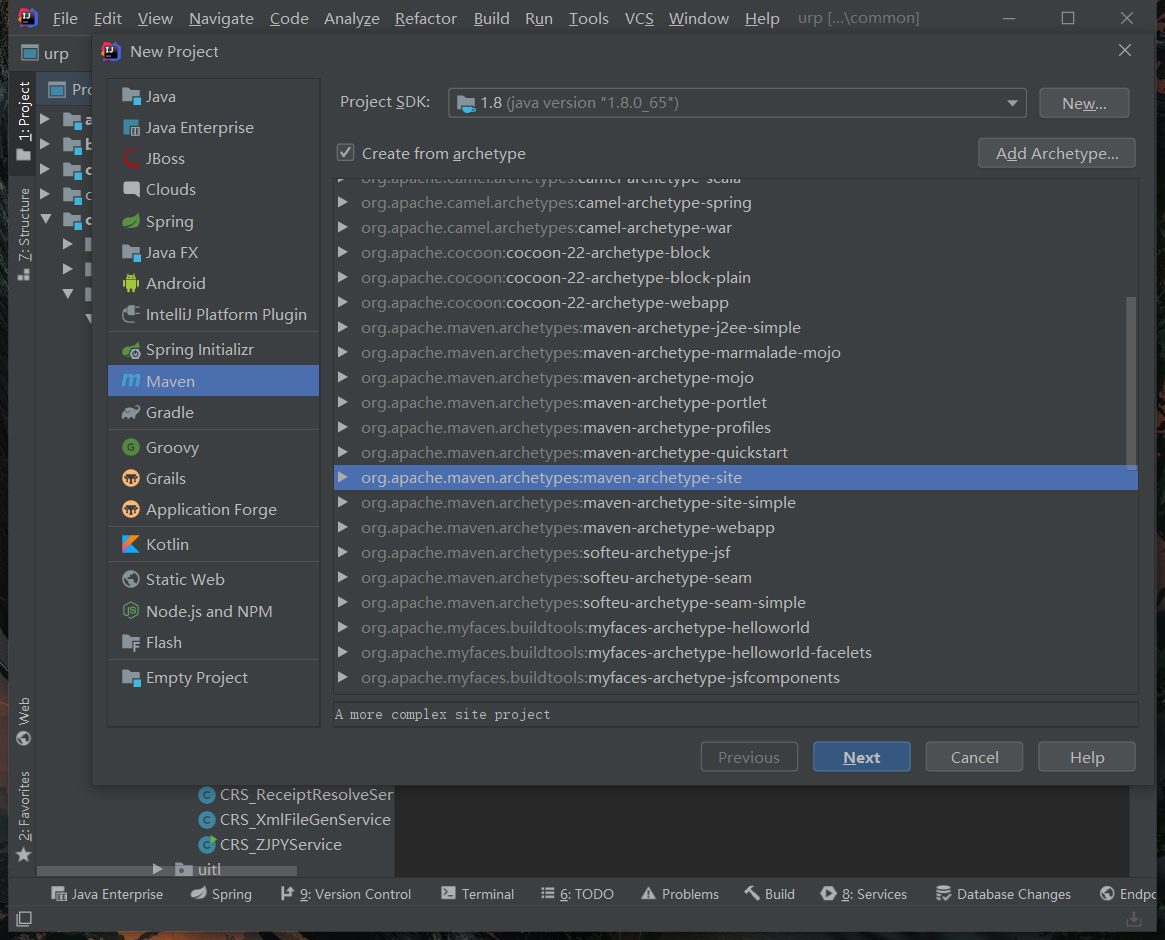 File Edit View Navigate Code Analyze Refactor Build Run Tools VCS Window Help urp [...\common]
urp
New Project
1: Project
Z: Structure
Web
2: Favorites
Java
Java Enterprise
JBoss
Clouds
Spring
Java FX
Android
IntelliJ Platform Plugin
Spring Initializr
Maven
Gradle
Groovy
Grails
Application Forge
Kotlin
Static Web
Node.js and NPM
Flash
Empty Project
Project SDK: 1.8 (java version "1.8.0_65") New...
Create from archetype Add Archetype...
org.apache.camel.archetypes:camel-archetype-scala
org.apache.camel.archetypes:camel-archetype-spring
org.apache.camel.archetypes:camel-archetype-war
org.apache.cocoon:cocoon-22-archetype-block
org.apache.cocoon:cocoon-22-archetype-block-plain
org.apache.cocoon:cocoon-22-archetype-webapp
org.apache.maven.archetypes:maven-archetype-j2ee-simple
org.apache.maven.archetypes:maven-archetype-marmalade-mojo
org.apache.maven.archetypes:maven-archetype-mojo
org.apache.maven.archetypes:maven-archetype-portlet
org.apache.maven.archetypes:maven-archetype-profiles
org.apache.maven.archetypes:maven-archetype-quickstart
org.apache.maven.archetypes:maven-archetype-site
org.apache.maven.archetypes:maven-archetype-site-simple
org.apache.maven.archetypes:maven-archetype-webapp
org.apache.maven.archetypes:softeu-archetype-jsf
org.apache.maven.archetypes:softeu-archetype-seam
org.apache.maven.archetypes:softeu-archetype-seam-simple
org.apache.myfaces.buildtools:myfaces-archetype-helloworld
org.apache.myfaces.buildtools:myfaces-archetype-helloworld-facelets
org.apache.myfaces.buildtools:myfaces-archetype-jsfcomponents
A more complex site project
Previous Next Cancel Help
CRS_ReceiptResolveSer
CRS_XmlFileGenService
CRS_ZJPYService
uitl
Java Enterprise Spring 9: Version Control Terminal 6: TODO Problems Build 8: Services Database Changes Endpo